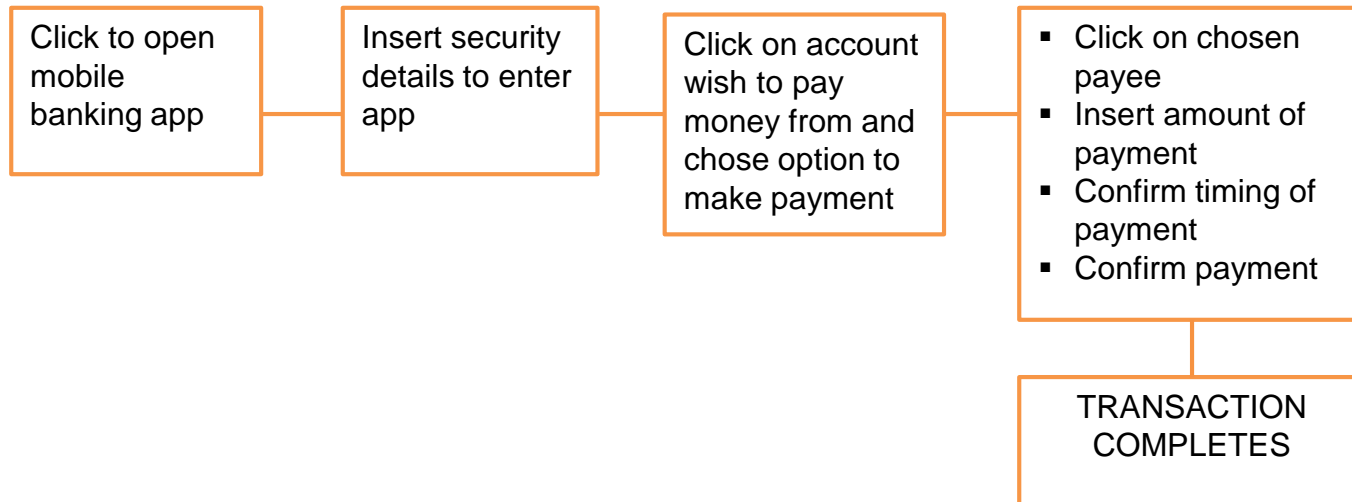 Click to open
mobile
banking app
Insert security
details to enter
app
Click on account
wish to pay
money from and
chose option to
make payment
▪ Click on chosen
payee
▪ Insert amount of
payment
▪ Confirm timing of
payment
▪ Confirm payment
TRANSACTION
COMPLETES